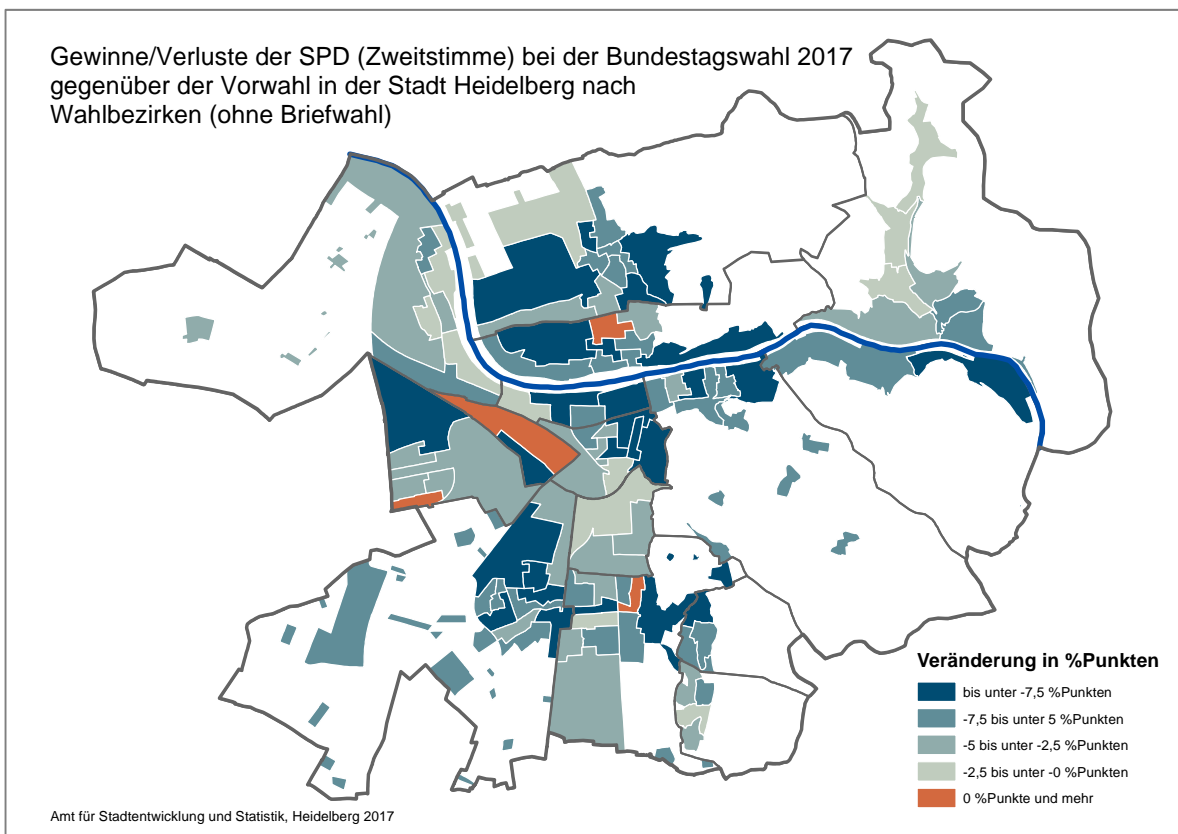 Gewinne/Verluste der SPD (Zweitstimme) bei der Bundestagswahl 2017
gegenüber der Vorwahl in der Stadt Heidelberg nach
Wahlbezirken (ohne Briefwahl)
Veränderung in %Punkten
bis unter -7,5 %Punkten
-7,5 bis unter 5 %Punkten
-5 bis unter -2,5 %Punkten
-2,5 bis unter -0 %Punkten
0 %Punkte und mehr
Amt für Stadtentwicklung und Statistik, Heidelberg 2017